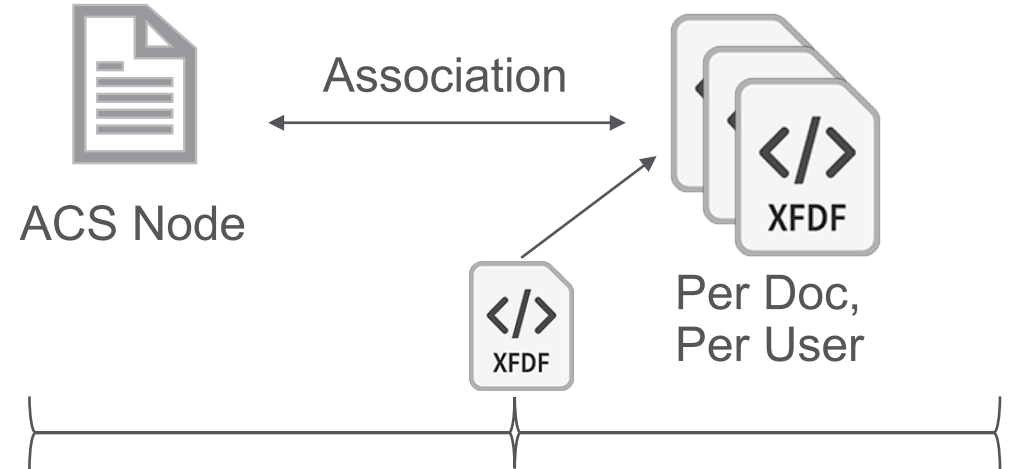 Association
</>
XFDF
ACS Node
</>
XFDF
Per Doc,
Per User